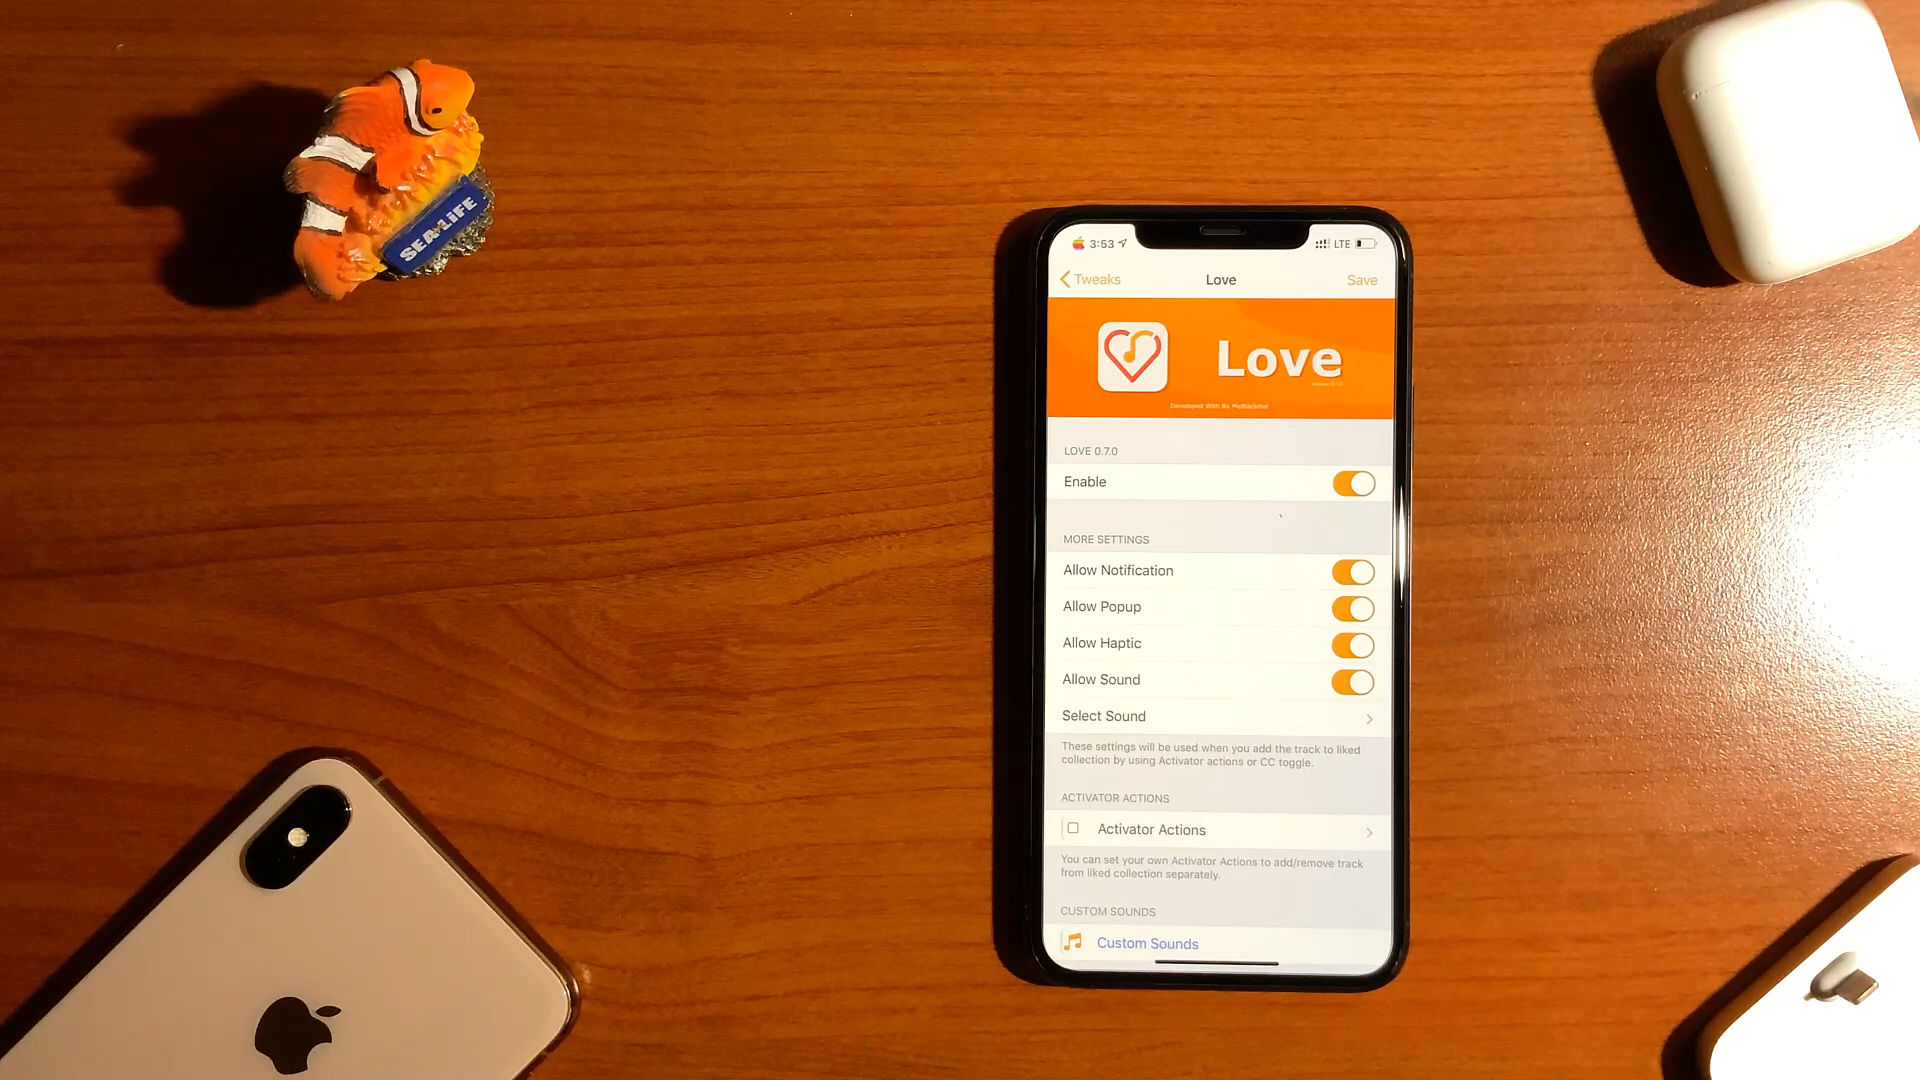 SEA LIFE
3:53
LTE
Tweaks
Love
Save
Love
Developed With By MeBlackHat
LOVE 0.7.0
Enable
MORE SETTINGS
Allow Notification
Allow Popup
Allow Haptic
Allow Sound
Select Sound
These settings will be used when you add the track to liked
collection by using Activator actions or CC toggle.
ACTIVATOR ACTIONS
Activator Actions
You can set your own Activator Actions to add/remove track
from liked collection separately.
CUSTOM SOUNDS
Custom Sounds